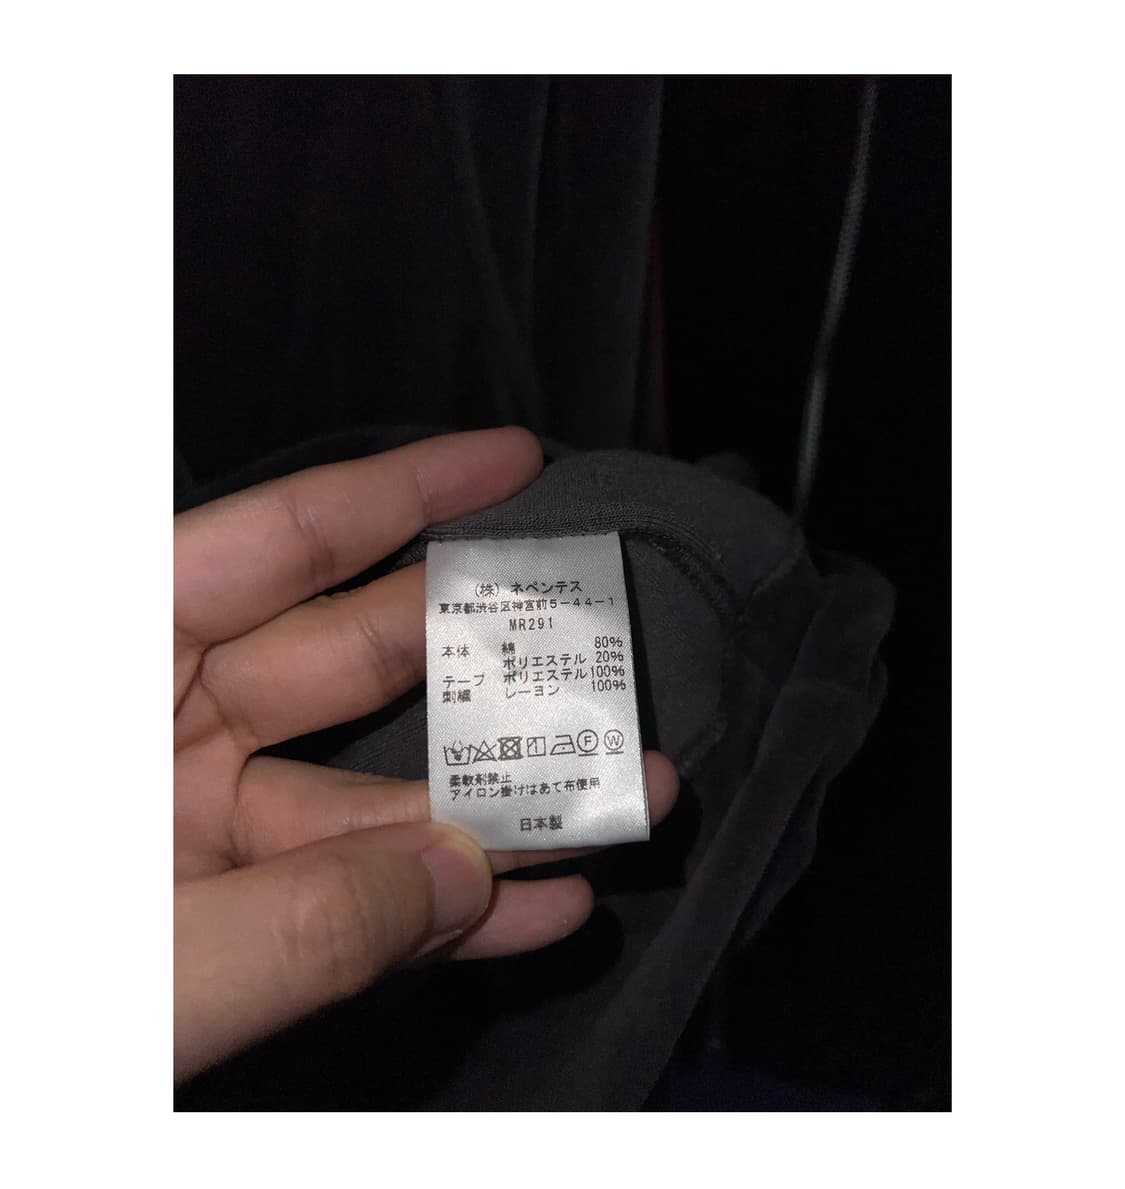 (株) ネペンテス
東京都渋谷区神宮前5-44-1
MR291
本体 綿 80%
ポリエステル 20%
テープ ポリエステル 100%
刺繍 レーヨン 100%
F W
柔軟剤禁止
アイロン掛けはあて布使用
日本製